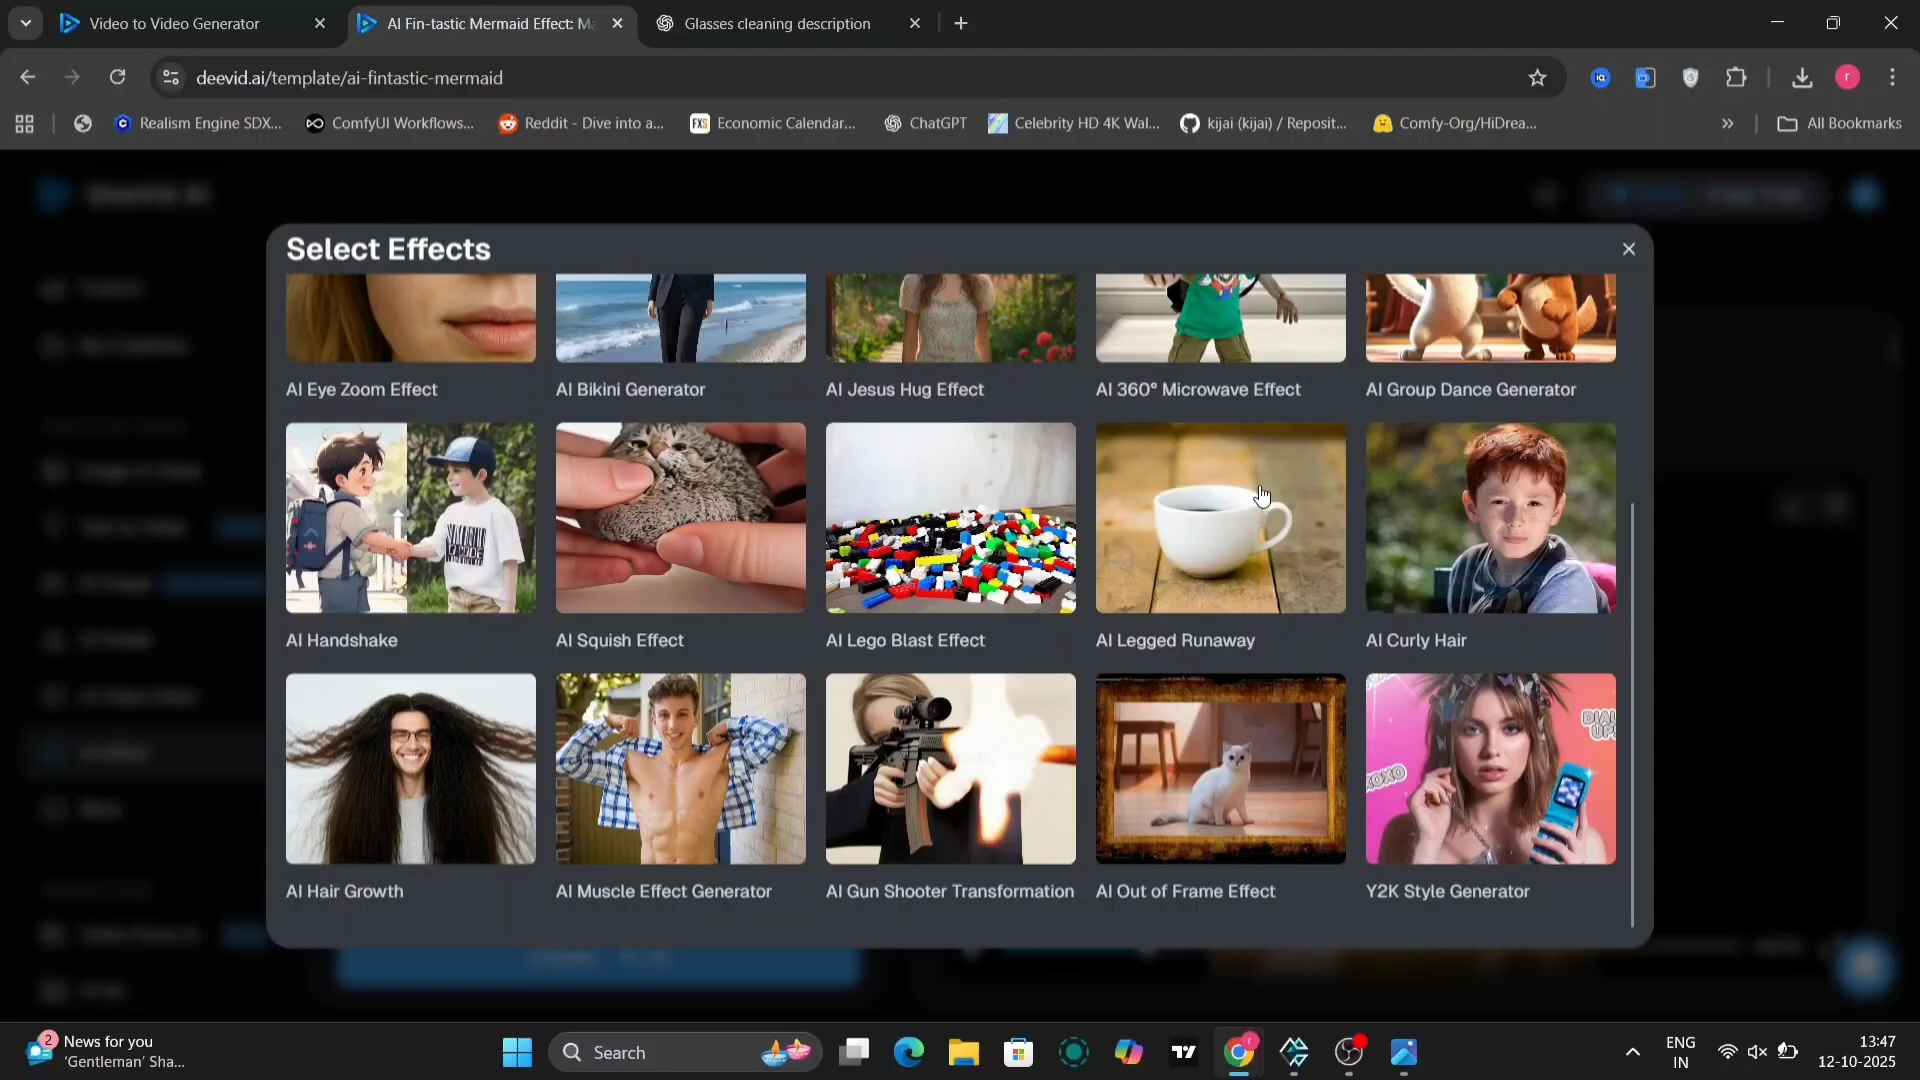 Video to Video Generator
AI Fin-tastic Mermaid Effect: Ma
Glasses cleaning description
deevid.ai/template/ai-fintastic-mermaid
Realism Engine SDX...
ComfyUI Workflows...
Reddit - Dive into a...
Economic Calendar...
ChatGPT
Celebrity HD 4K Wal...
kijai (kijai) / Reposit...
Comfy-Org/HiDrea...
All Bookmarks
Select Effects
AI Eye Zoom Effect
AI Bikini Generator
AI Jesus Hug Effect
AI 360° Microwave Effect
AI Group Dance Generator
AI Handshake
AI Squish Effect
AI Lego Blast Effect
AI Legged Runaway
AI Curly Hair
DIAL
UP!
XOXO
AI Hair Growth
AI Muscle Effect Generator
AI Gun Shooter Transformation
AI Out of Frame Effect
Y2K Style Generator
2
News for you
'Gentleman' Sha...
Search
ENG
IN
13:47
12-10-2025